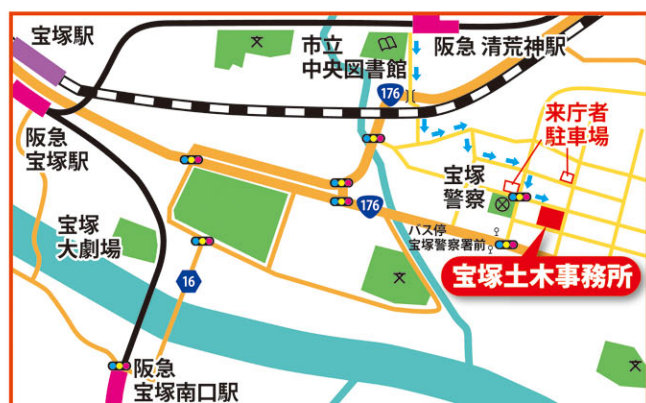 宝塚駅
市立
中央図書館
阪急 清荒神駅
176
来庁者
駐車場
阪急
宝塚駅
宝塚
警察
176
バス停
宝塚警察署前
宝塚
大劇場
宝塚土木事務所
16
阪急
宝塚南口駅